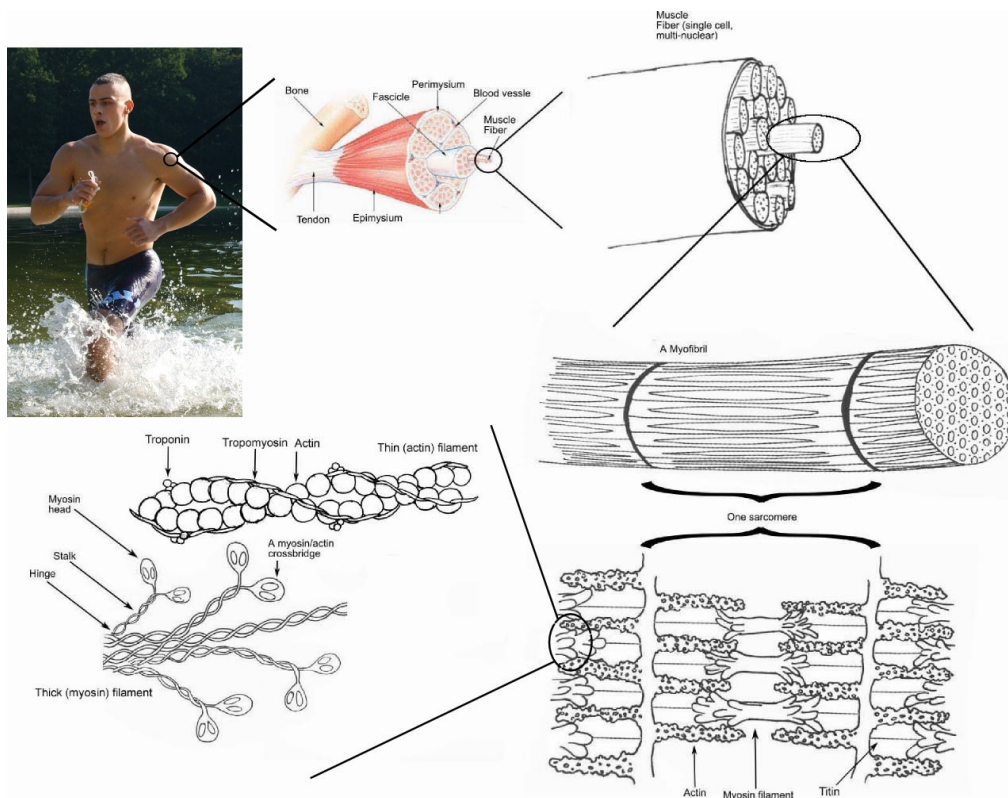 Muscle
Fiber (single cell,
multi-nuclear)
Perimysium
Bone
Fascicle
Blood vessle
Muscle
Fiber
Tendon
Epimysium
A Myofibril
One sarcomere
Troponin
Tropomyosin
Actin
Thin (actin) filament
Myosin
head
A myosin/actin
crossbridge
Stalk
Hinge
Thick (myosin) filament
Actin
Myosin filament
Titin